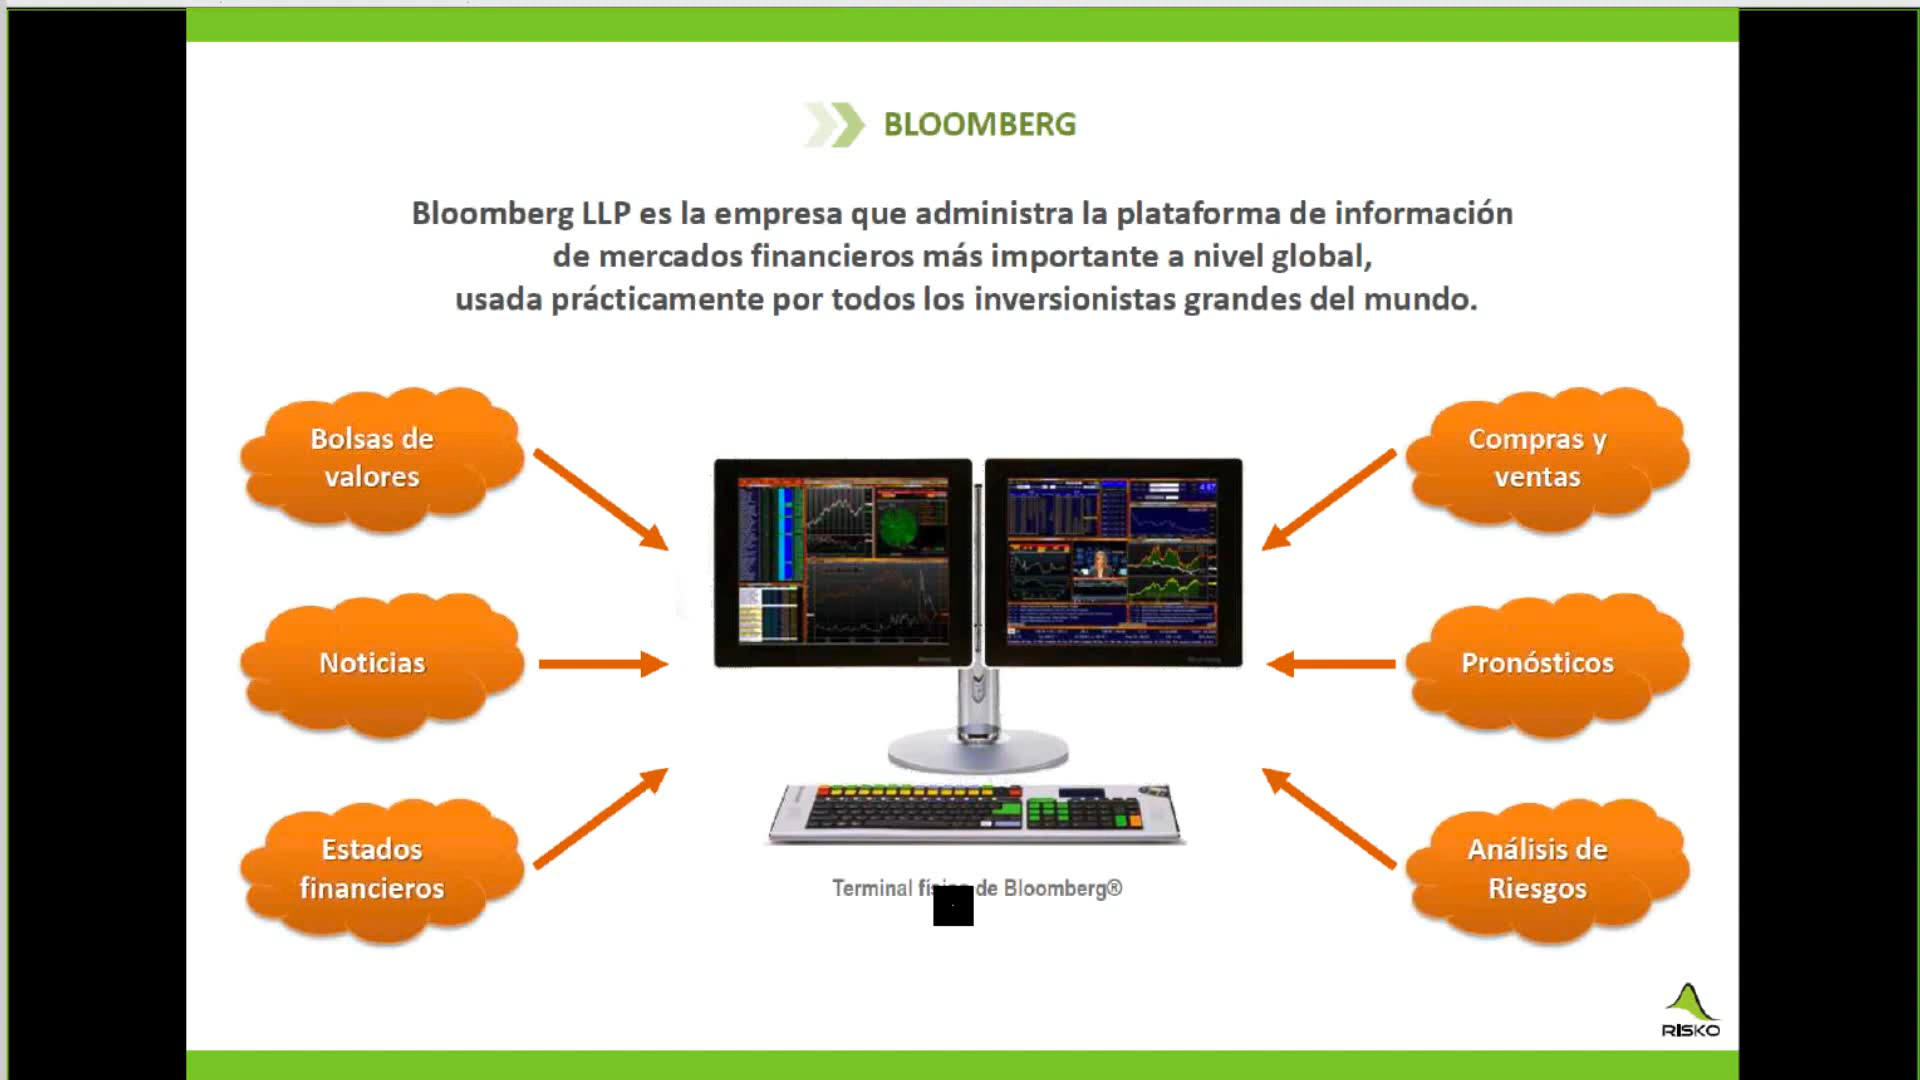 BLOOMBERG
Bloomberg LLP es la empresa que administra la plataforma de información
de mercados financieros más importante a nivel global,
usada prácticamente por todos los inversionistas grandes del mundo.
Bolsas de
valores
Compras y
ventas
Noticias
Pronósticos
Estados
financieros
Análisis de
Riesgos
Terminal de Bloomberg®
RISKO